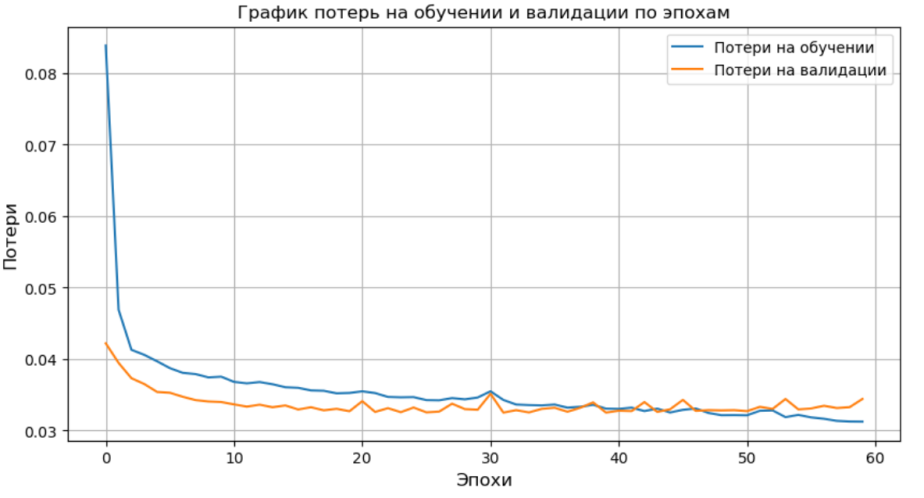 График потерь на обучении и валидации по эпохам
Потери на обучении
Потери на валидации
Потери
0.08
0.07
0.06
0.05
0.04
0.03
0 10 20 30 40 50 60
Эпохи